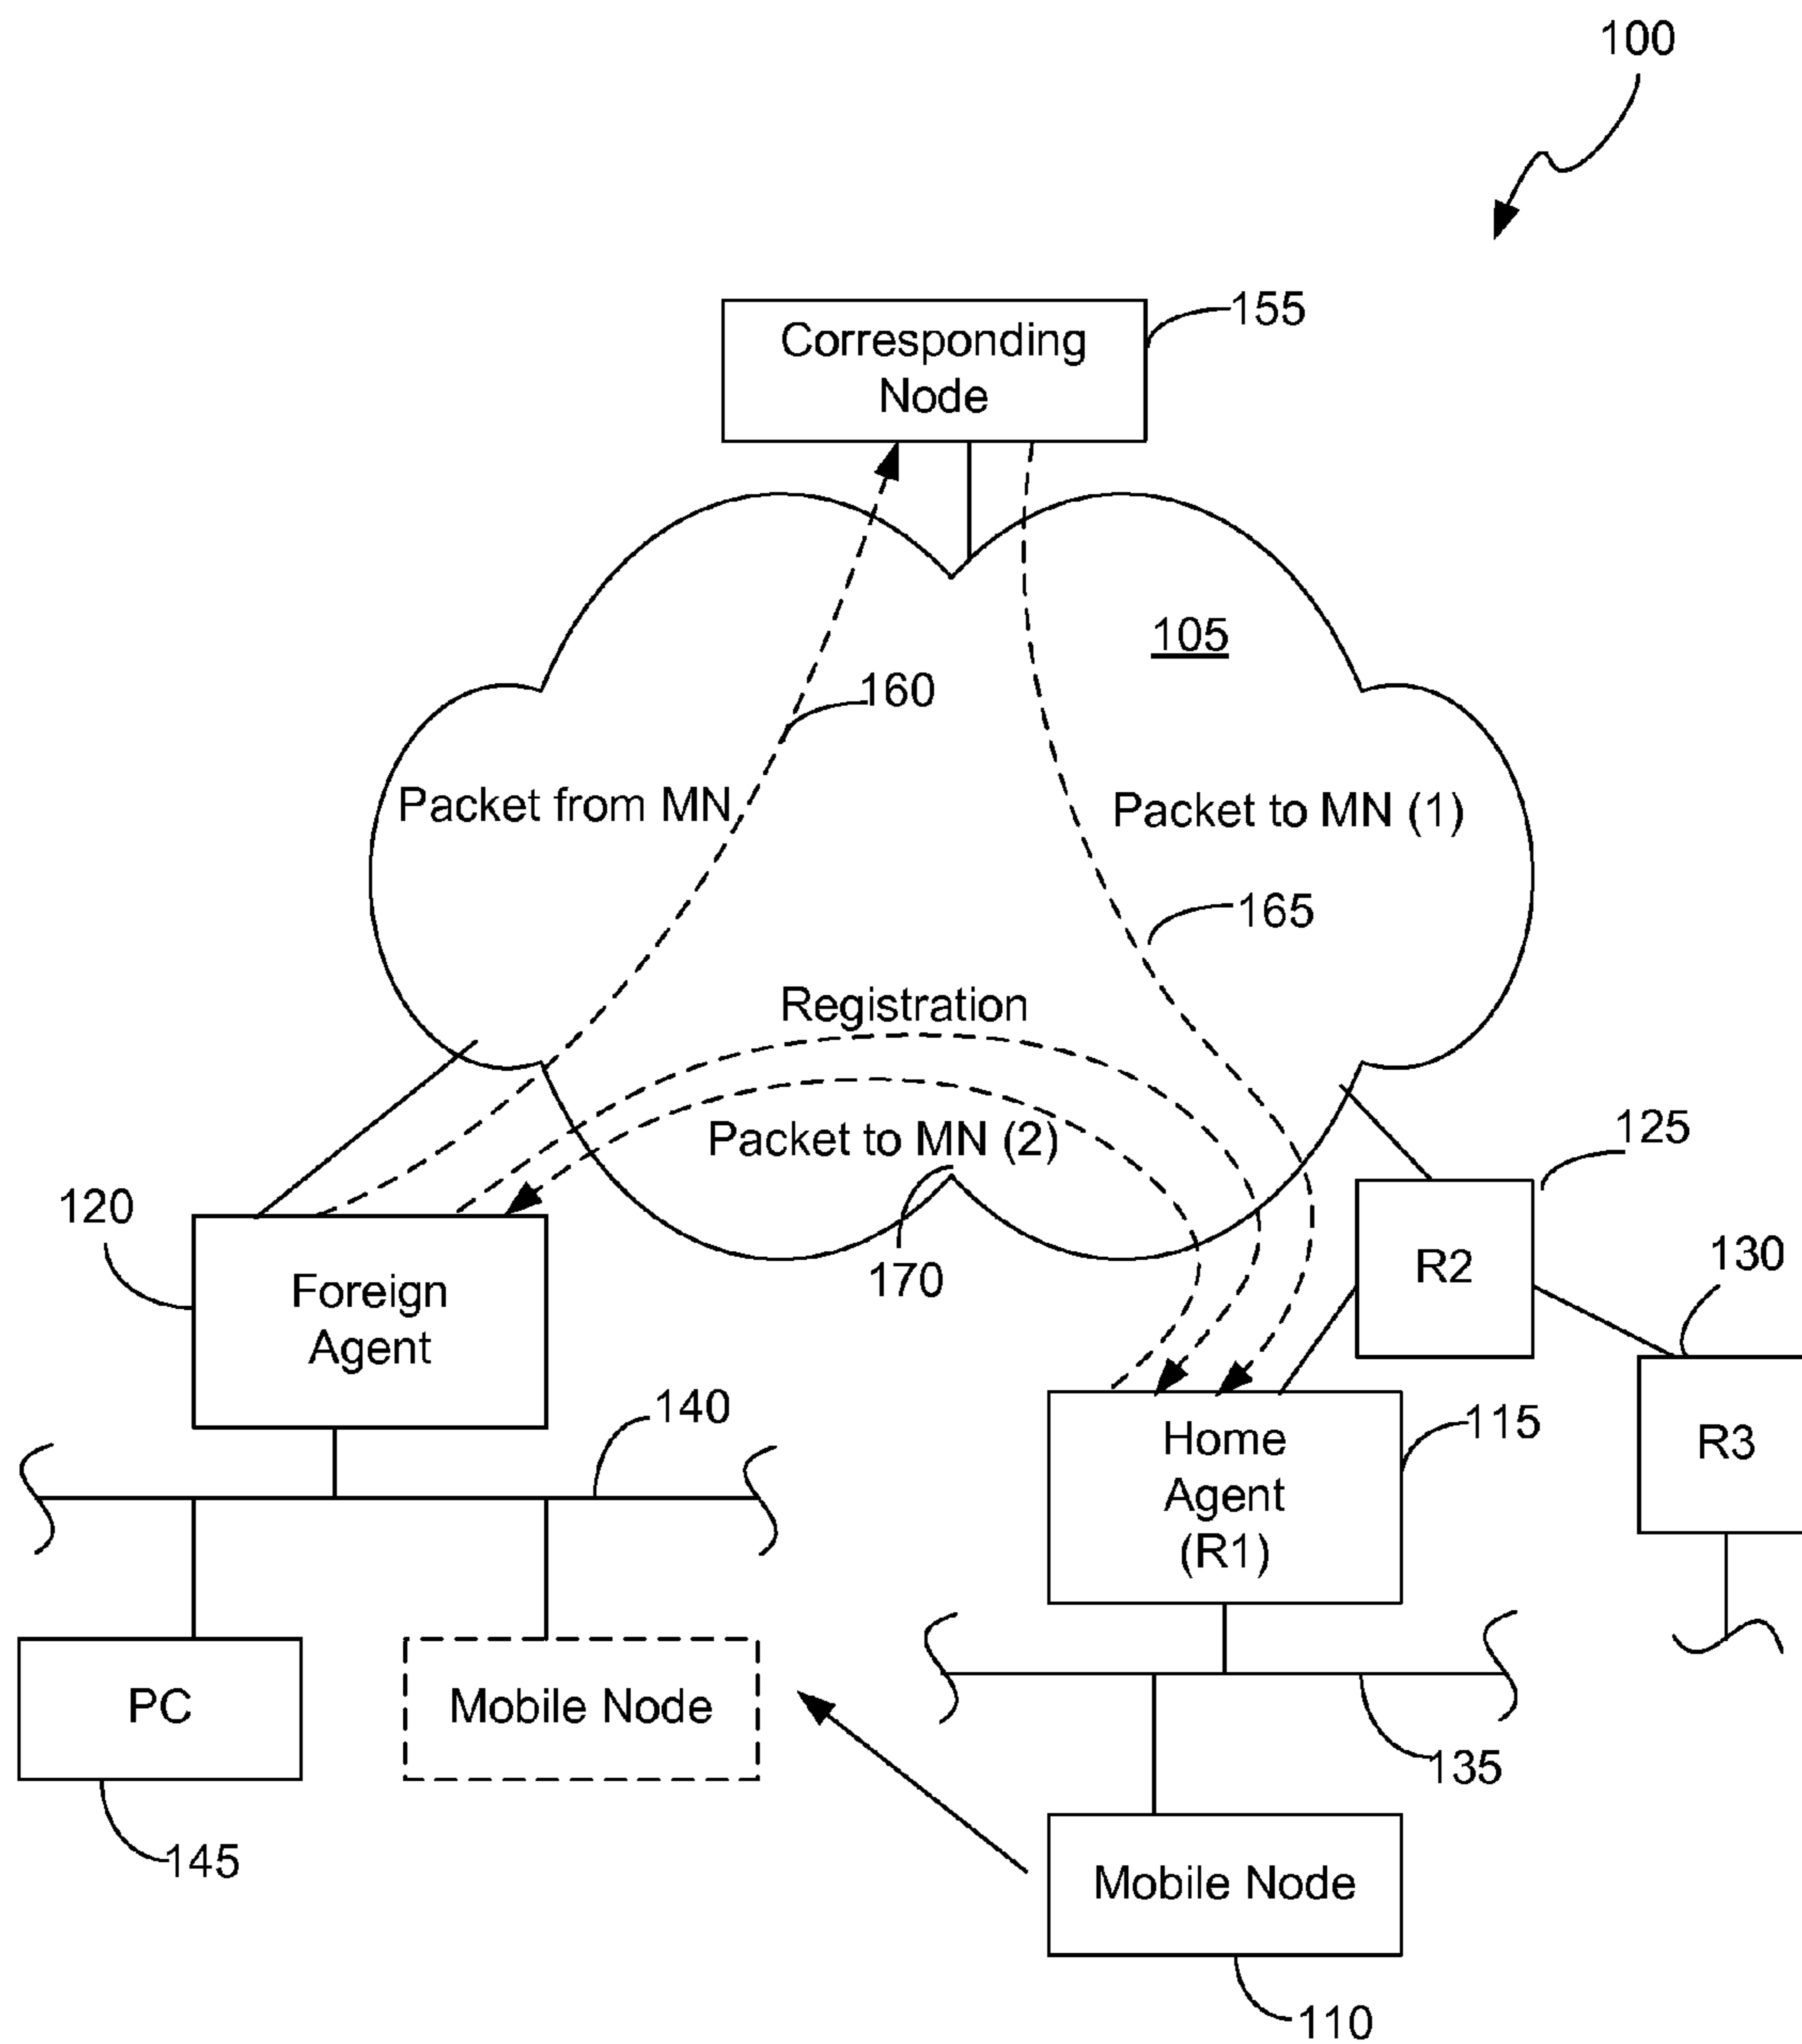 100
155
Corresponding
Node
105
160
Packet from MN
Packet to MN (1)
165
Registration
Packet to MN (2)
125
120
170
R2
130
Foreign
Agent
140
115
Home
Agent
(R1)
R3
PC
Mobile Node
135
145
Mobile Node
110